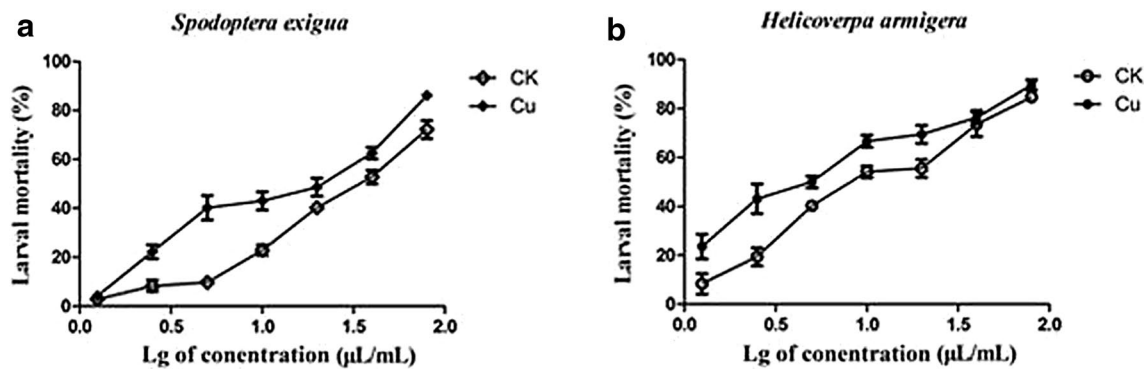 a
Spodoptera exigua
Larval mortality (%)
100
80
60
40
20
0
0.0 0.5 1.0 1.5 2.0
Lg of conentration (μL/mL)
CK
Cu
b
Helicoverpa armigera
Larval mortality (%)
100
80
60
40
20
0
0.0 0.5 1.0 1.5 2.0
Lg of conentration (μL/mL)
CK
Cu